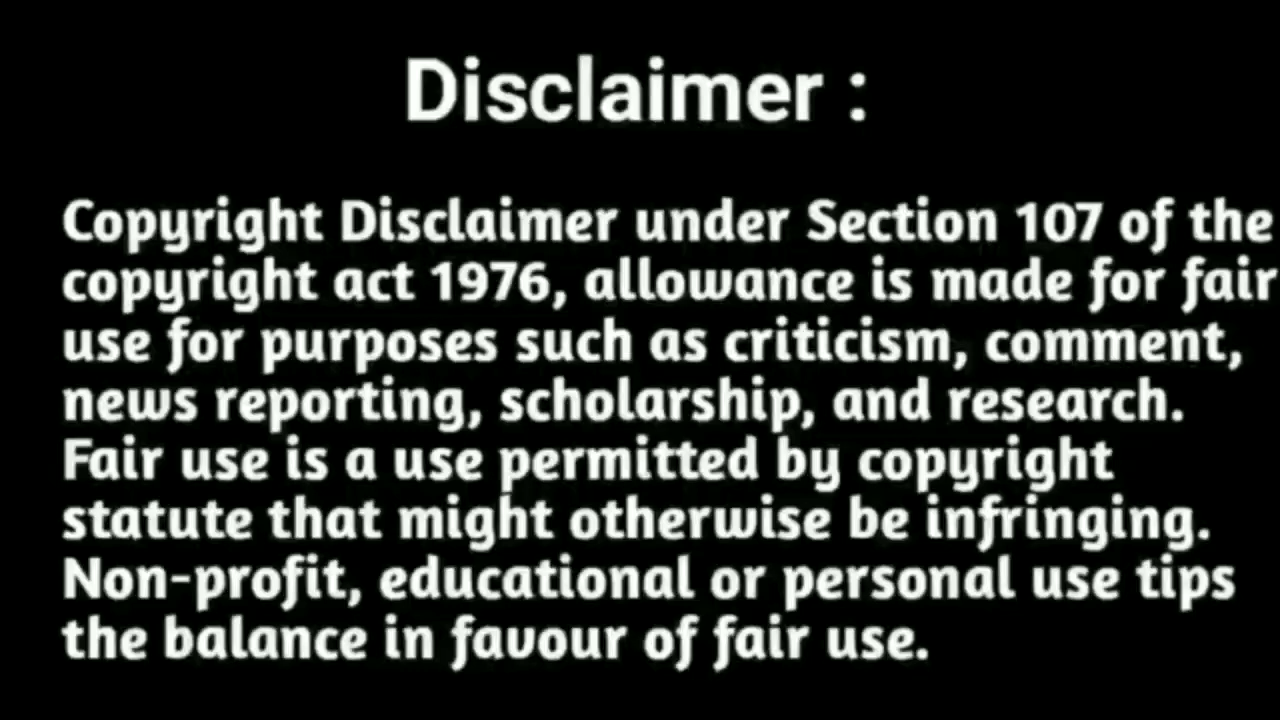 Disclaimer :
Copyright Disclaimer under Section 107 of the
copyright act 1976, allowance is made for fair
use for purposes such as criticism, comment,
news reporting, scholarship, and research.
Fair use is a use permitted by copyright
statute that might otherwise be infringing.
Non-profit, educational or personal use tips
the balance in favour of fair use.